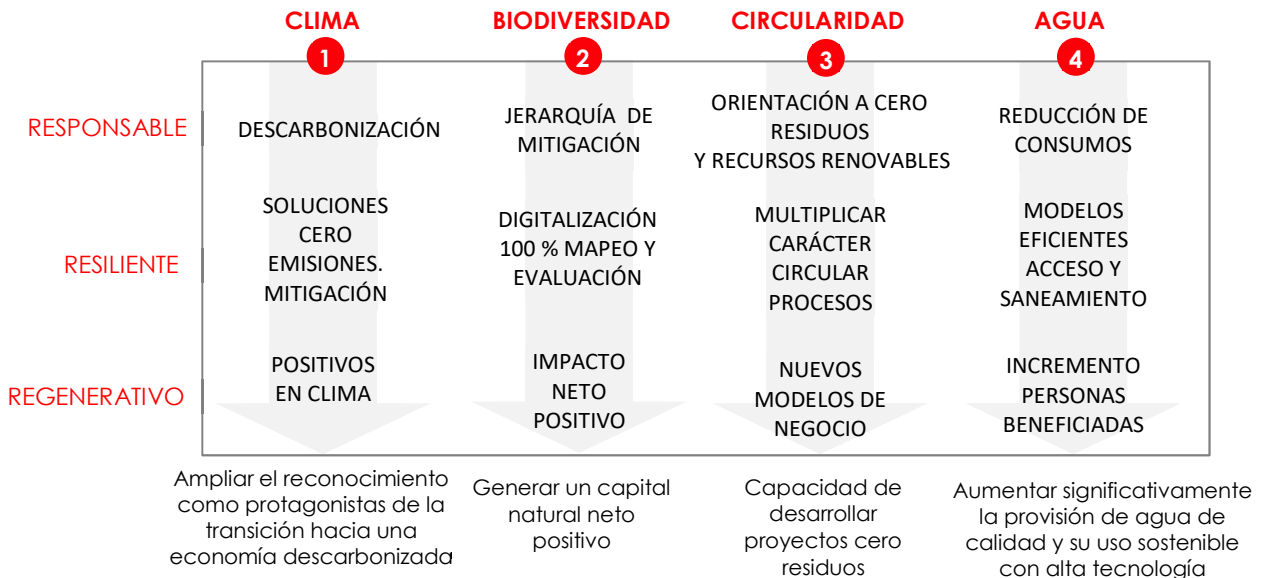 CLIMA
BIODIVERSIDAD
CIRCULARIDAD
AGUA
1
2
3
4
RESPONSABLE
DESCARBONIZACIÓN
JERARQUÍA DE
MITIGACIÓN
ORIENTACIÓN A CERO
RESIDUOS
Y RECURSOS RENOVABLES
REDUCCIÓN DE
CONSUMOS
RESILIENTE
SOLUCIONES
CERO
EMISIONES.
MITIGACIÓN
DIGITALIZACIÓN
100 % MAPEO Y
EVALUACIÓN
MULTIPLICAR
CARÁCTER
CIRCULAR
PROCESOS
MODELOS
EFICIENTES
ACCESO Y
SANEAMIENTO
REGENERATIVO
POSITIVOS
EN CLIMA
IMPACTO
NETO
POSITIVO
NUEVOS
MODELOS DE
NEGOCIO
INCREMENTO
PERSONAS
BENEFICIADAS
Ampliar el reconocimiento
como protagonistas de la
transición hacia una
economía descarbonizada
Generar un capital
natural neto
positivo
Capacidad de
desarrollar
proyectos cero
residuos
Aumentar significativamente
la provisión de agua de
calidad y su uso sostenible
con alta tecnología